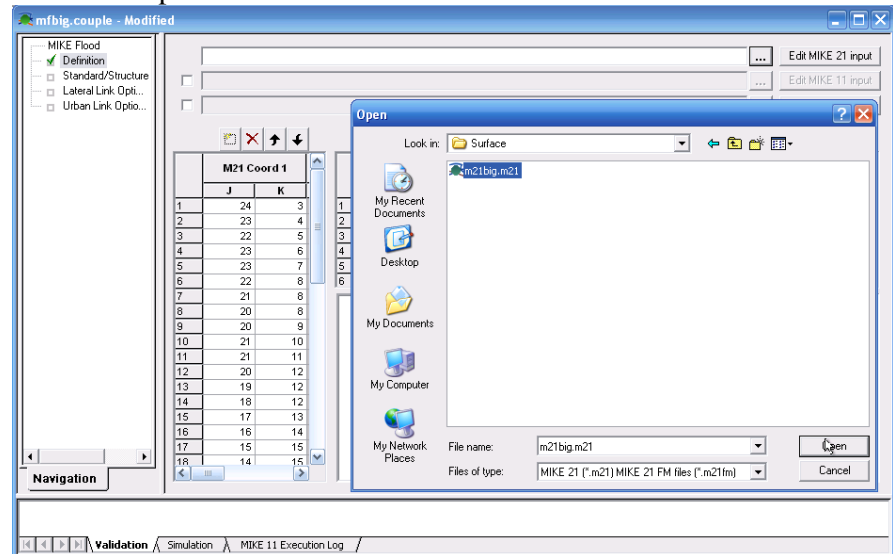 mfbig.couple - Modified
MIKE Flood
Definition
Standard/Structure
Lateral Link Opti...
Urban Link Optio...
Navigation
... Edit MIKE 21 input
... Edit MIKE 11 input
M21 Coord 1
J K
1 24 3
2 23 4
3 22 5
4 23 6
5 23 7
6 22 8
7 21 8
8 20 8
9 20 9
10 21 10
11 21 11
12 20 12
13 19 12
14 18 12
15 17 13
16 16 14
17 15 15
18 14 15
1
2
3
4
5
6
Open
Look in: Surface
m21big.m21
My Recent
Documents
Desktop
My Documents
My Computer
My Network
Places
File name: m21big.m21 Open
Files of type: MIKE 21 (*.m21) MIKE 21 FM files (*.m21fm) Cancel
Validation Simulation MIKE 11 Execution Log